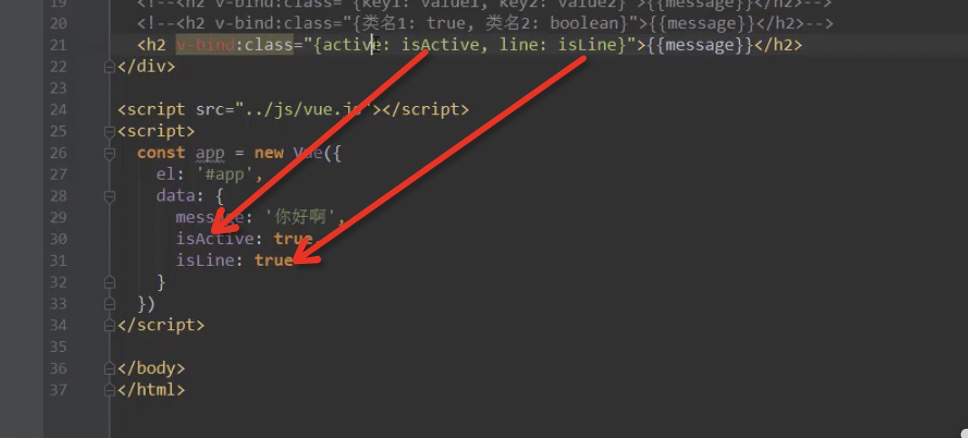 19 <!--<h2 v-bind:class="{key1: value1, key2: value2}">{{message}}</h2>-->
20 <!--<h2 v-bind:class="{类名1: true, 类名2: boolean}">{{message}}</h2>-->
21 <h2 v-bind:class="{active: isActive, line: isLine}">{{message}}</h2>
22 </div>
23
24 <script src="../js/vue.js"></script>
25 <script>
26 const app = new Vue({
27 el: '#app',
28 data: {
29 message: '你好啊',
30 isActive: true,
31 isLine: true
32 }
33 })
34 </script>
35
36 </body>
37 </html>